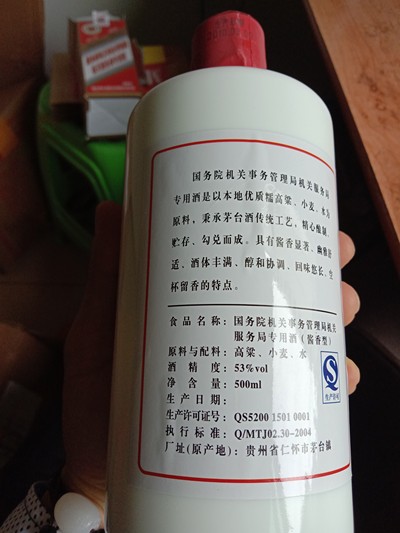 国务院机关事务管理局机关服务局
专用酒是以本地优质糯高粱、小麦、水为
原料，秉承茅台酒传统工艺，精心酿制、
贮存、勾兑而成。具有酱香显著、幽雅舒
适、酒体丰满、醇和协调、回味悠长、空
杯留香的特点。
食品名称：国务院机关事务管理局机关
服务局专用酒（酱香型）
原料与配料：高粱、小麦、水
酒精度：53%vol
净含量：500ml
生产日期：
生产许可证号：QS5200 1501 0001
执行标准：Q/MTJ02.30-2004
厂址(原产地)：贵州省仁怀市茅台镇
生产许可